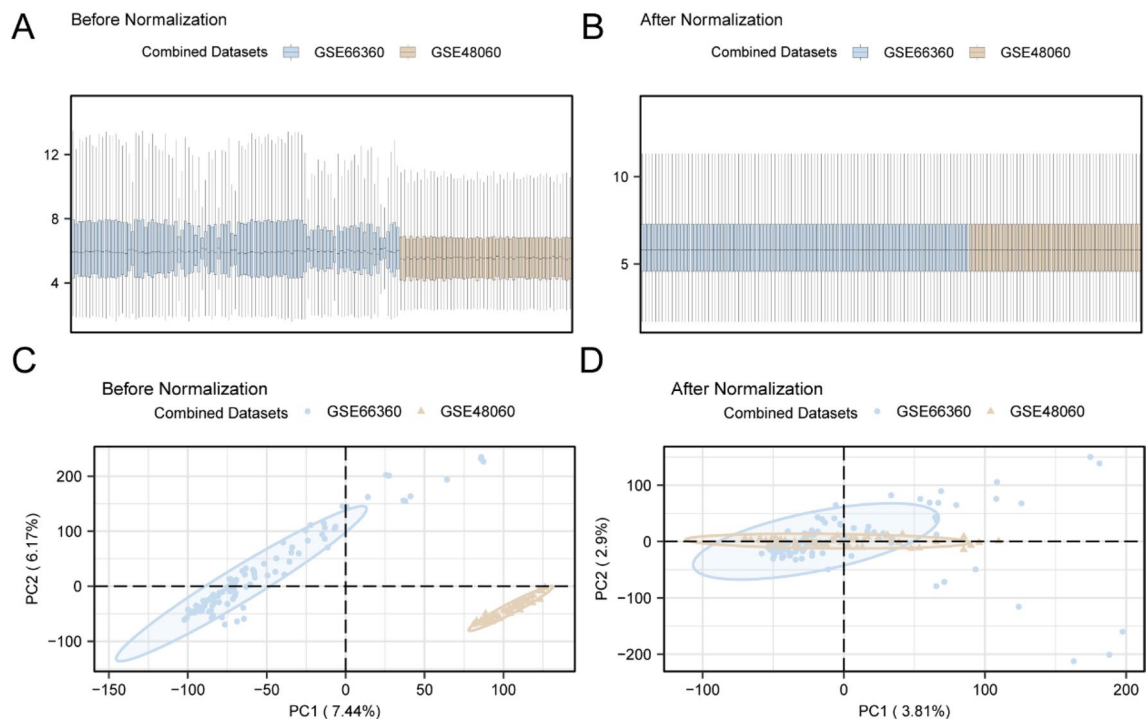 A
Before Normalization
Combined Datasets GSE66360 GSE48060
12
8
4
B
After Normalization
Combined Datasets GSE66360 GSE48060
10
5
C
Before Normalization
Combined Datasets GSE66360 GSE48060
PC2 ( 6.17%)
200
100
0
−100
−150 −100 −50 0 50 100
PC1 ( 7.44%)
D
After Normalization
Combined Datasets GSE66360 GSE48060
PC2 ( 2.9%)
100
0
−100
−200
−100 0 100 200
PC1 ( 3.81%)